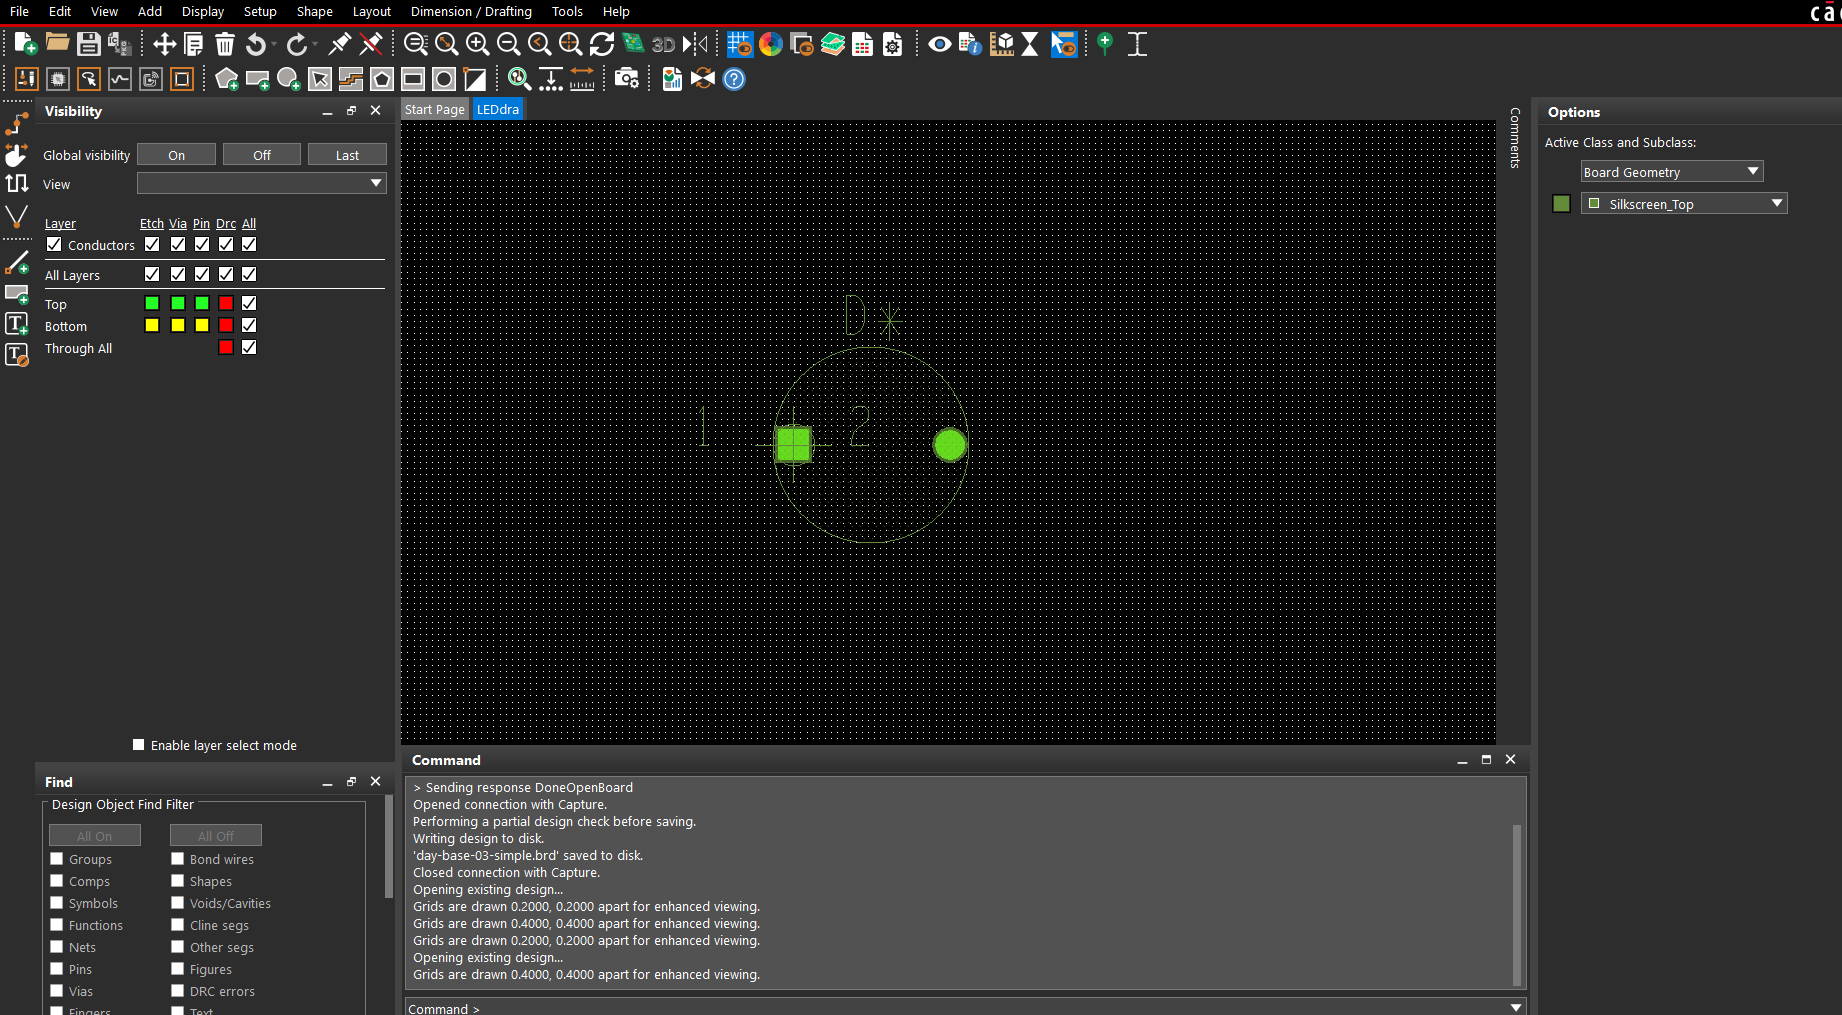 File Edit View Add Display Setup Shape Layout Dimension / Drafting Tools Help
Visibility
Global visibility On Off Last
View
Layer Etch Via Pin Drc All
Conductors
All Layers
Top
Bottom
Through All
Enable layer select mode
Find
Design Object Find Filter
All On All Off
Groups Bond wires
Comps Shapes
Symbols Voids/Cavities
Functions Cline segs
Nets Other segs
Pins Figures
Vias DRC errors
Fingers Text
Start Page LEDdra
3D
D*
1 2
Comments
Command
> Sending response DoneOpenBoard
Opened connection with Capture.
Performing a partial design check before saving.
Writing design to disk.
'day-base-03-simple.brd' saved to disk.
Closed connection with Capture.
Opening existing design...
Grids are drawn 0.2000, 0.2000 apart for enhanced viewing.
Grids are drawn 0.4000, 0.4000 apart for enhanced viewing.
Grids are drawn 0.2000, 0.2000 apart for enhanced viewing.
Opening existing design...
Grids are drawn 0.4000, 0.4000 apart for enhanced viewing.
Command >
Options
Active Class and Subclass:
Board Geometry
Silkscreen_Top